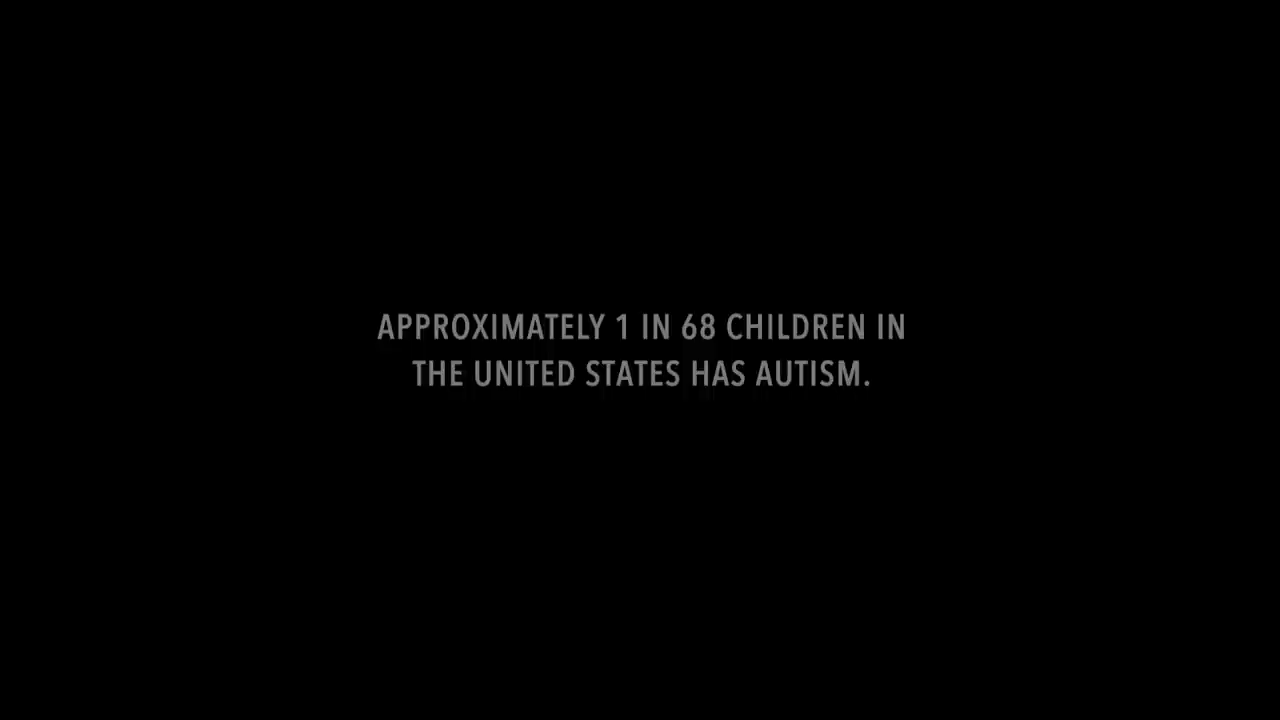 APPROXIMATELY 1 IN 68 CHILDREN IN
THE UNITED STATES HAS AUTISM.